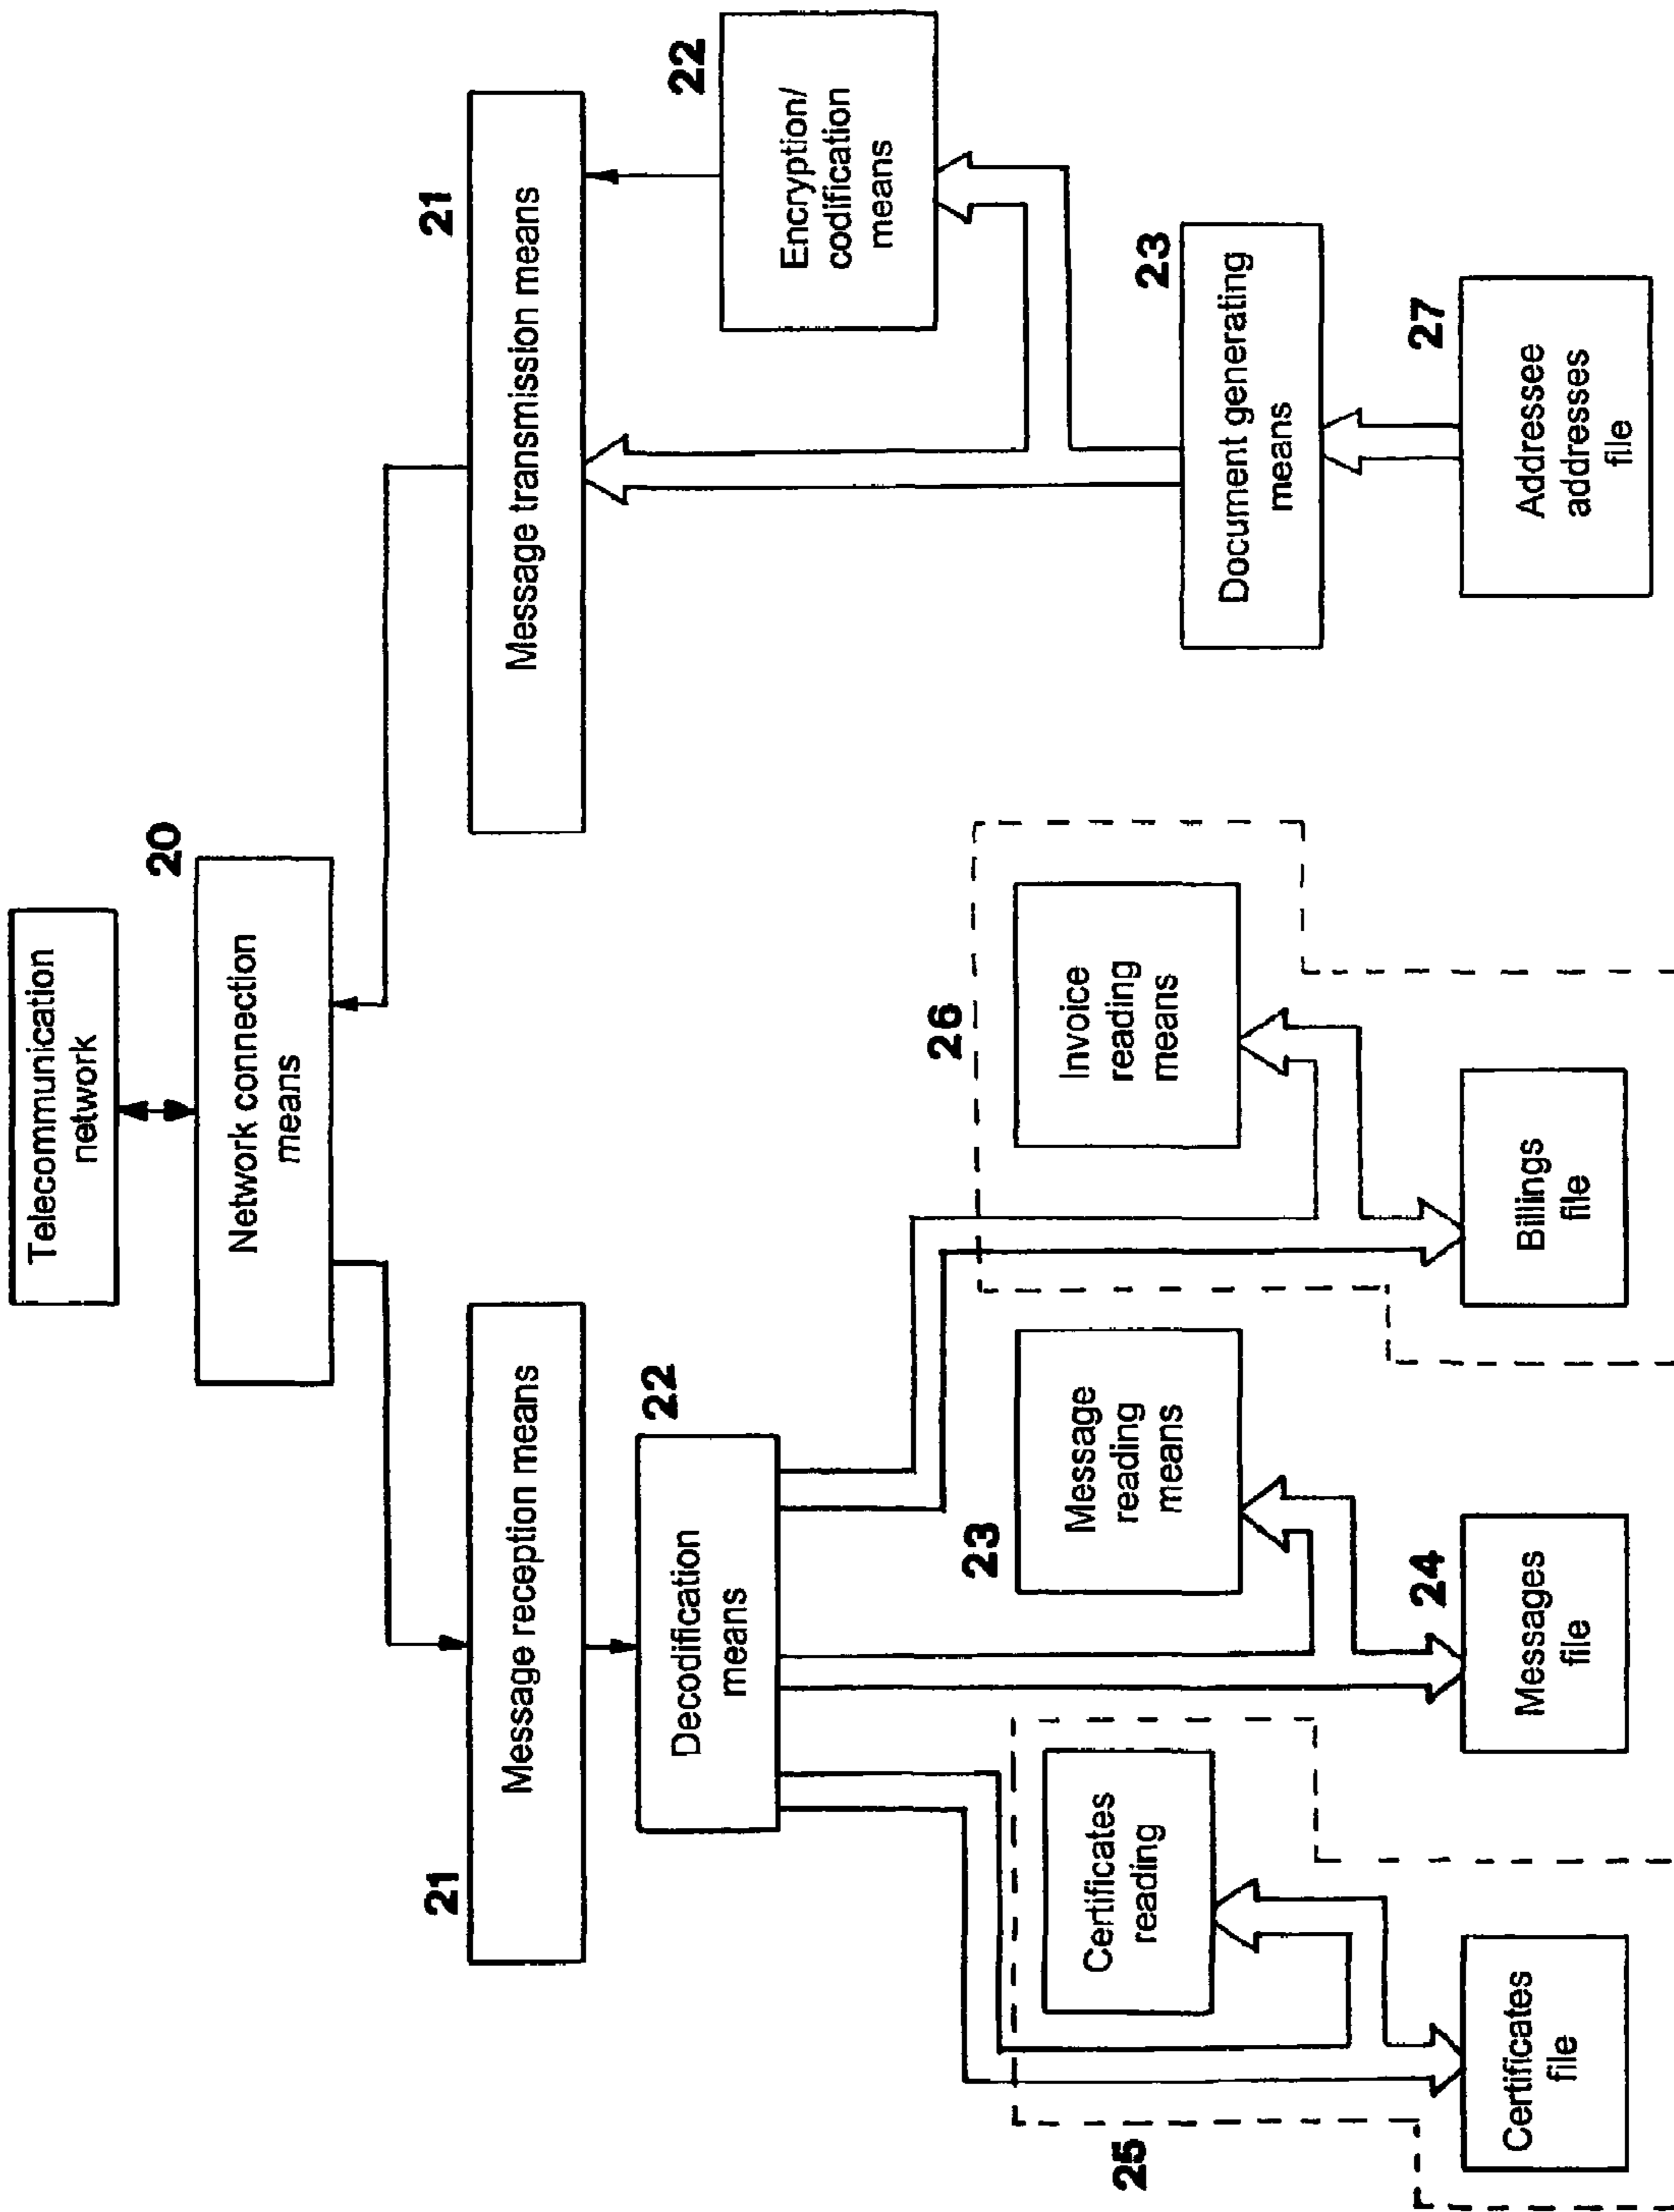 Telecommunication
network
20
Network connection
means
21
Message reception means
21
Message transmission means
22
Decodification
means
22
Encryption/
codification
means
25
Certificates
reading
23
Message
reading
means
26
Invoice
reading
means
23
Document generating
means
Certificates
file
24
Messages
file
Billings
file
27
Addressee
addresses
file